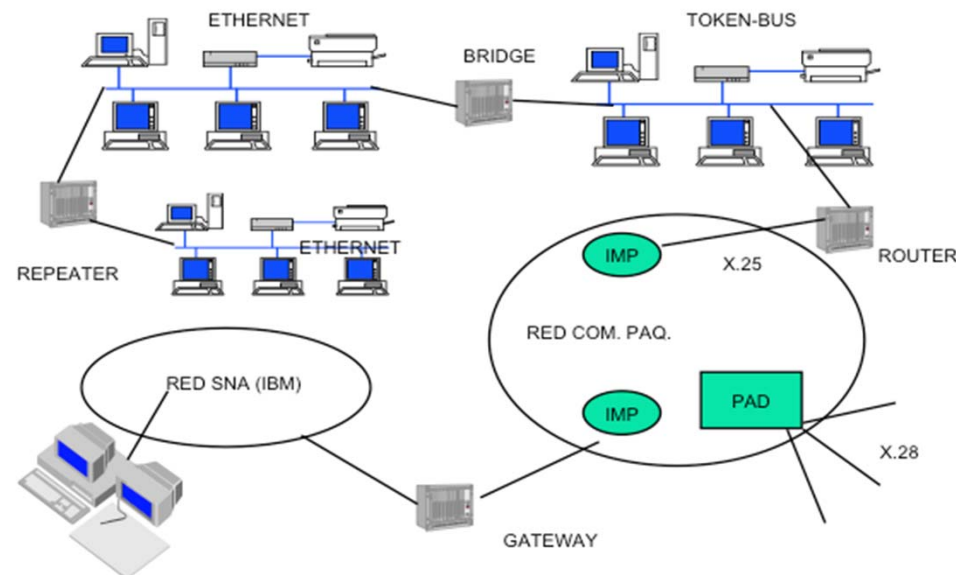 ETHERNET
TOKEN-BUS
BRIDGE
ETHERNET
REPEATER
IMP
X.25
ROUTER
RED COM. PAQ.
RED SNA (IBM)
IMP
PAD
X.28
GATEWAY